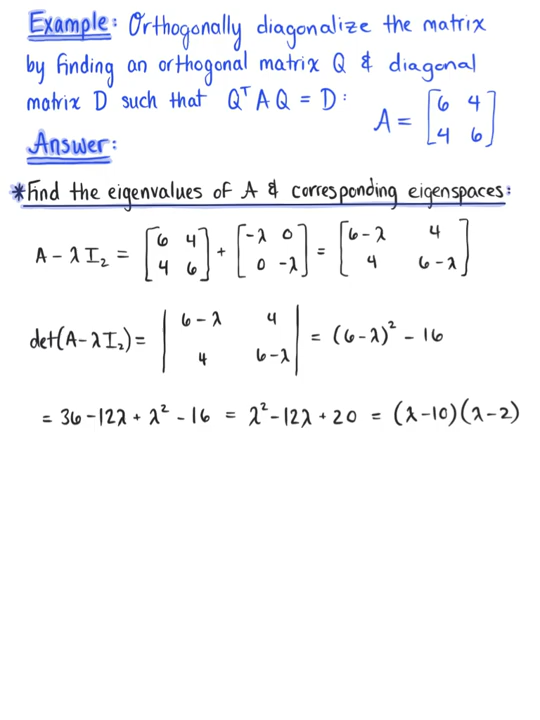 Example: Orthogonally diagonalize the matrix
by finding an orthogonal matrix Q & diagonal
matrix D such that Qᵀ A Q = D: A = [6 4; 4 6]
Answer:
*Find the eigenvalues of A & corresponding eigenspaces:
A - λI₂ = [6 4; 4 6] + [-λ 0; 0 -λ] = [6-λ 4; 4 6-λ]
det(A-λI₂) = |6-λ 4; 4 6-λ| = (6-λ)² - 16
= 36-12λ + λ² - 16 = λ²-12λ + 20 = (λ-10)(λ-2)